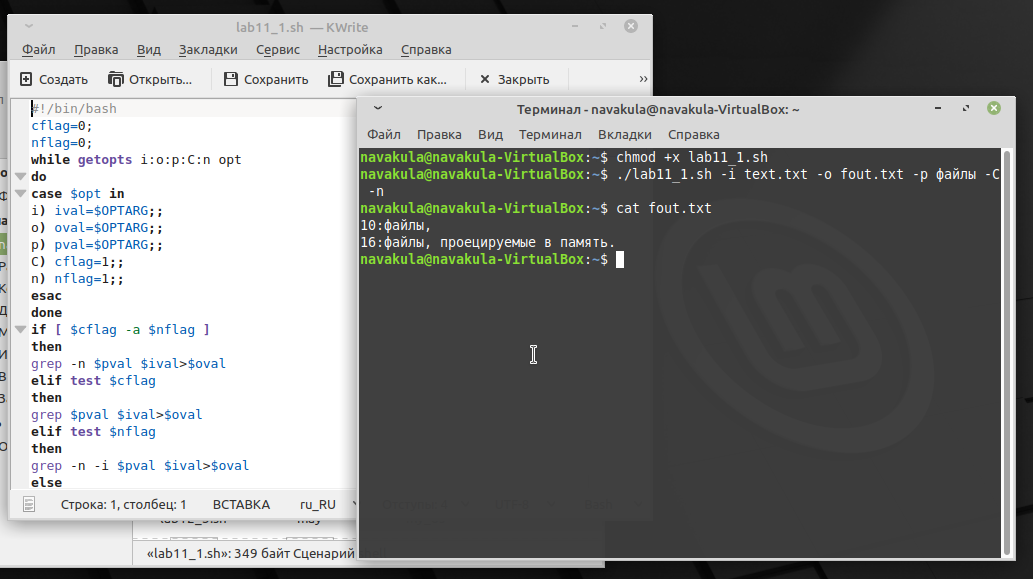 lab11_1.sh — KWrite
Файл Правка Вид Закладки Сервис Настройка Справка
Создать Открыть... Сохранить Сохранить как... Закрыть »
#!/bin/bash
cflag=0;
nflag=0;
while getopts i:o:p:C:n opt
do
case $opt in
i) ival=$OPTARG;;
o) oval=$OPTARG;;
p) pval=$OPTARG;;
C) cflag=1;;
n) nflag=1;;
esac
done
if [ $cflag -a $nflag ]
then
grep -n $pval $ival>$oval
elif test $cflag
then
grep $pval $ival>$oval
elif test $nflag
then
grep -n -i $pval $ival>$oval
else
Строка: 1, столбец: 1 ВСТАВКА ru_RU
«lab11_1.sh»: 349 байт Сценарий
Терминал - navakula@navakula-VirtualBox: ~
Файл Правка Вид Терминал Вкладки Справка
navakula@navakula-VirtualBox:~$ chmod +x lab11_1.sh
navakula@navakula-VirtualBox:~$ ./lab11_1.sh -i text.txt -o fout.txt -p файлы -C
-n
navakula@navakula-VirtualBox:~$ cat fout.txt
10:файлы,
16:файлы, проецируемые в память.
navakula@navakula-VirtualBox:~$